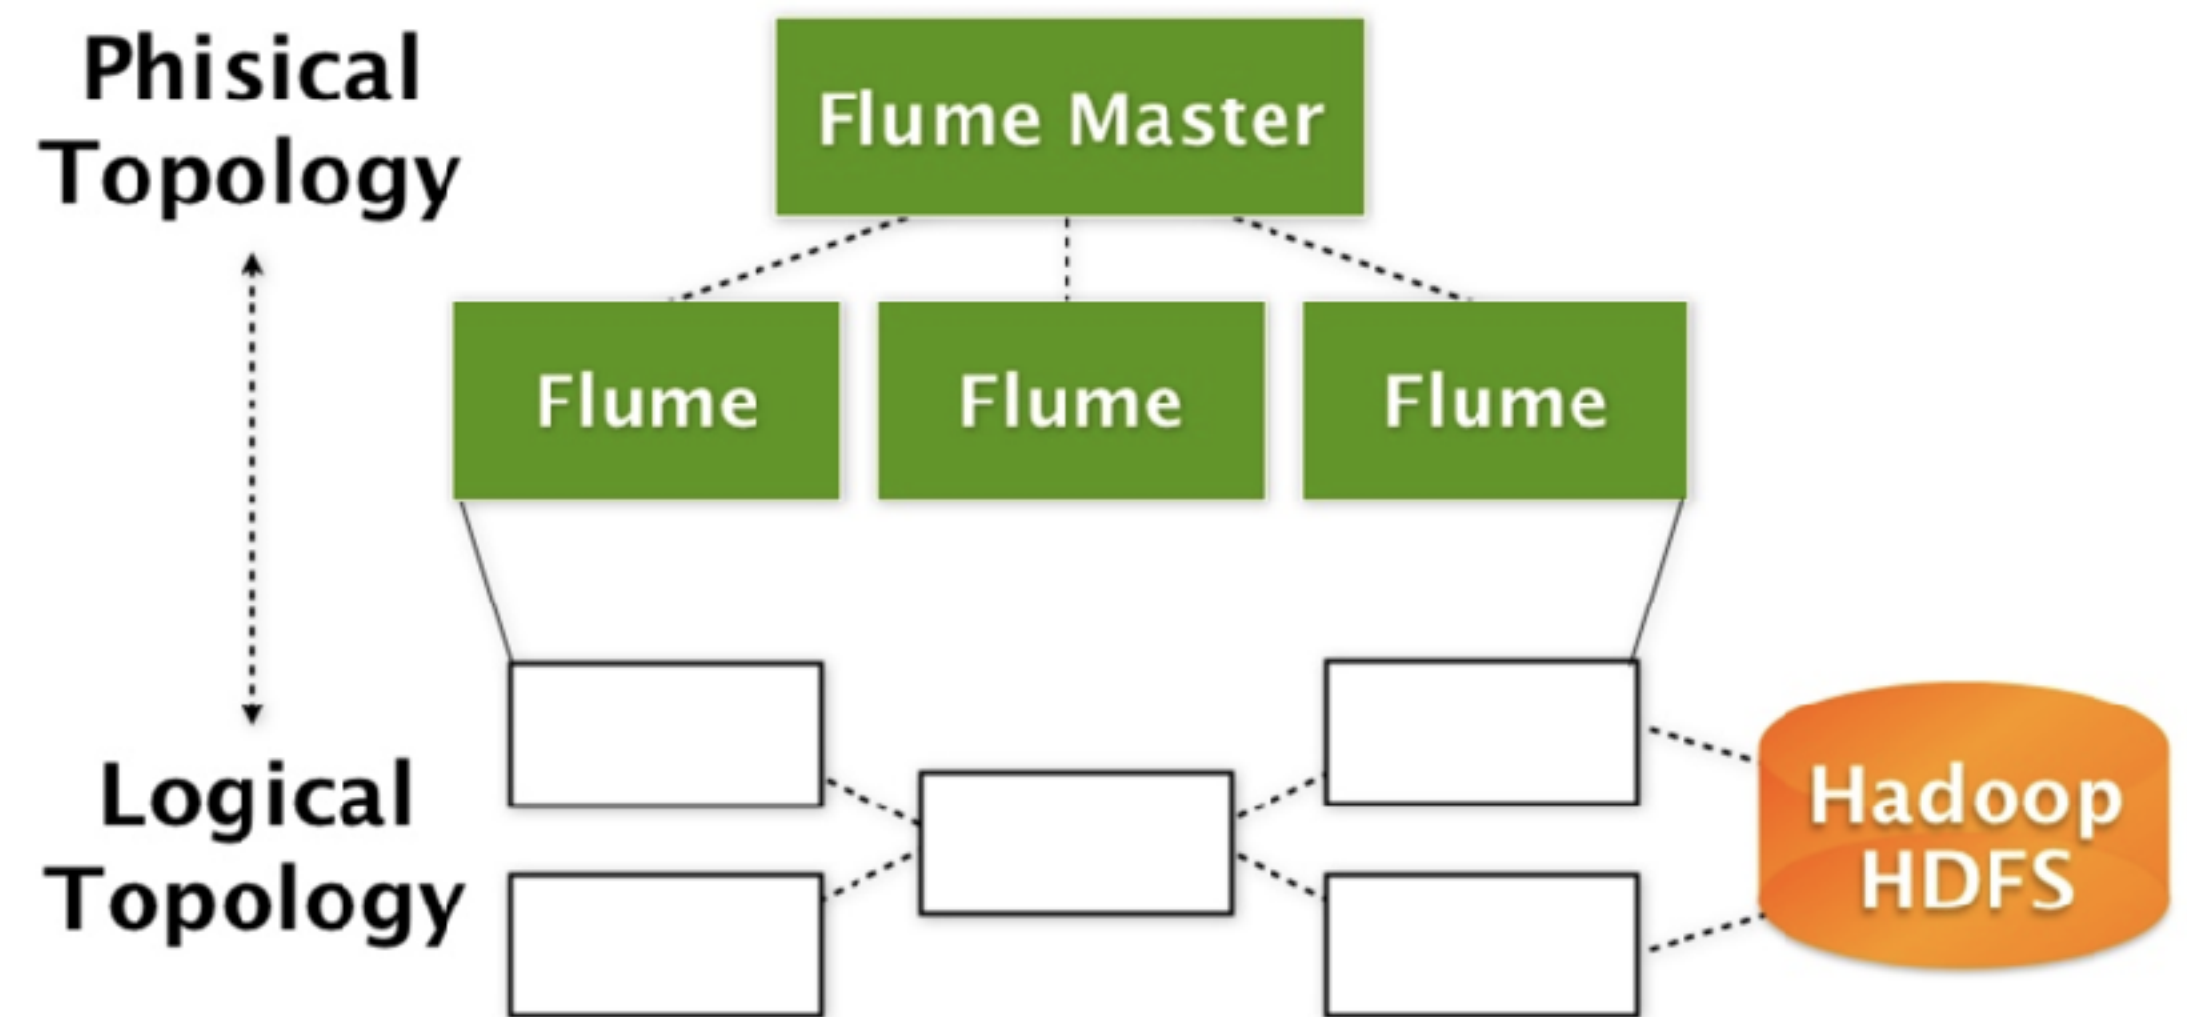 Phisical
Topology
Flume Master
Flume
Flume
Flume
Logical
Topology
Hadoop
HDFS